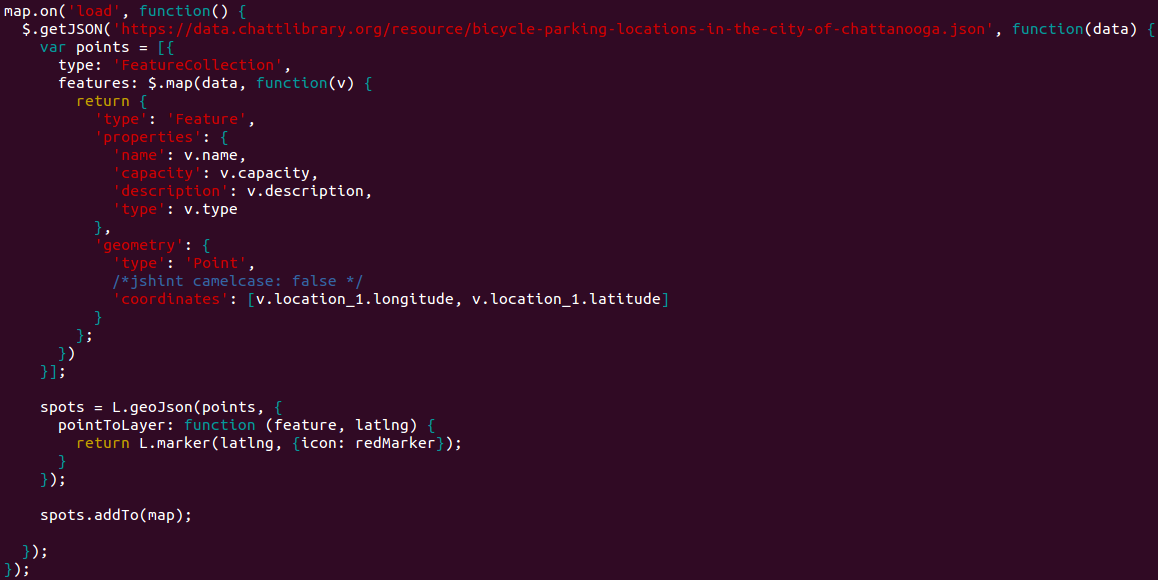 map.on('load', function() {
  $.getJSON('https://data.chattlibrary.org/resource/bicycle-parking-locations-in-the-city-of-chattanooga.json', function(data) {
    var points = [{
      type: 'FeatureCollection',
      features: $.map(data, function(v) {
        return {
          'type': 'Feature',
          'properties': {
            'name': v.name,
            'capacity': v.capacity,
            'description': v.description,
            'type': v.type
          },
          'geometry': {
            'type': 'Point',
            /*jshint camelcase: false */
            'coordinates': [v.location_1.longitude, v.location_1.latitude]
          }
        };
      })
    }];

    spots = L.geoJson(points, {
      pointToLayer: function (feature, latlng) {
        return L.marker(latlng, {icon: redMarker});
      }
    });

    spots.addTo(map);

  });
});